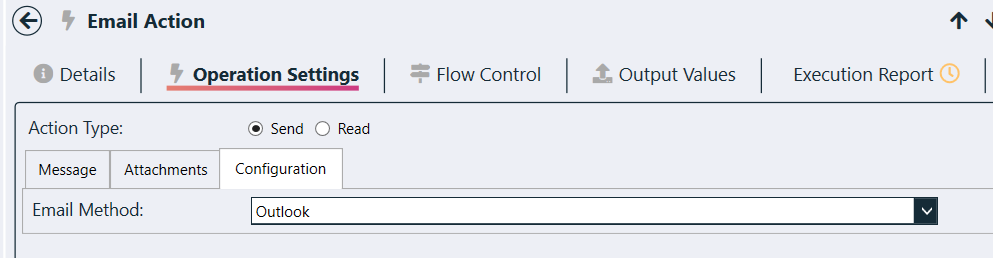 Email Action
Details Operation Settings Flow Control Output Values Execution Report
Action Type: Send Read
Message Attachments Configuration
Email Method: Outlook